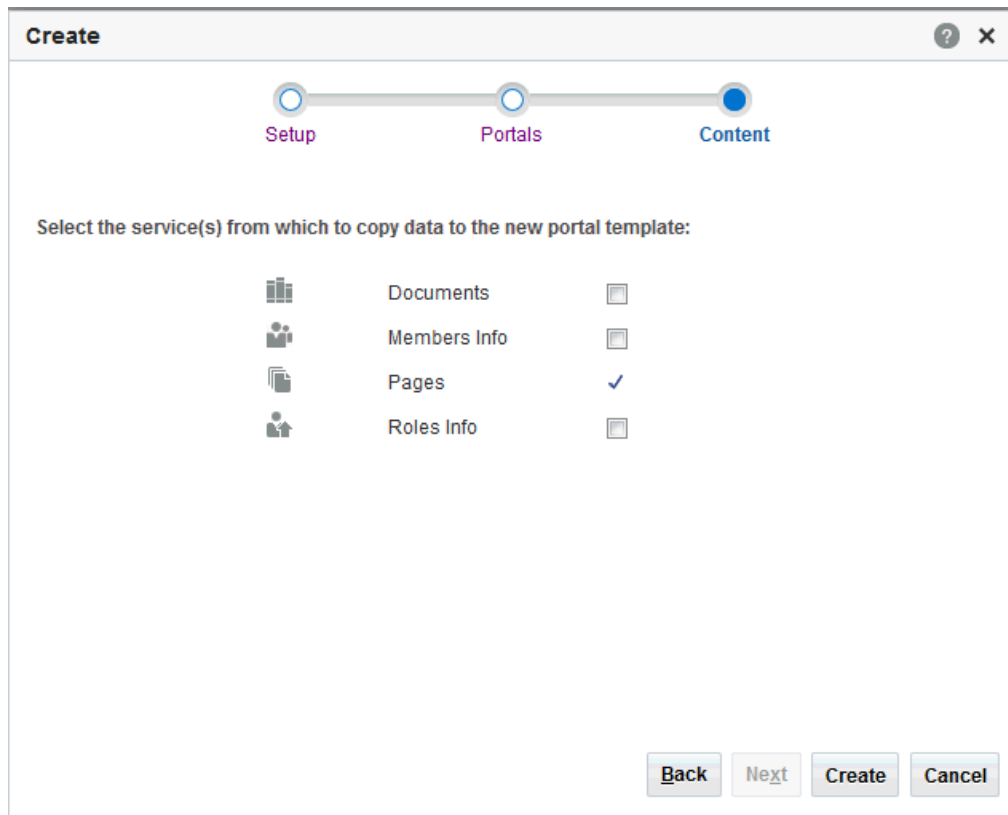 Create
Setup Portals Content
Select the service(s) from which to copy data to the new portal template:
Documents
Members Info
Pages
Roles Info
Back Next Create Cancel